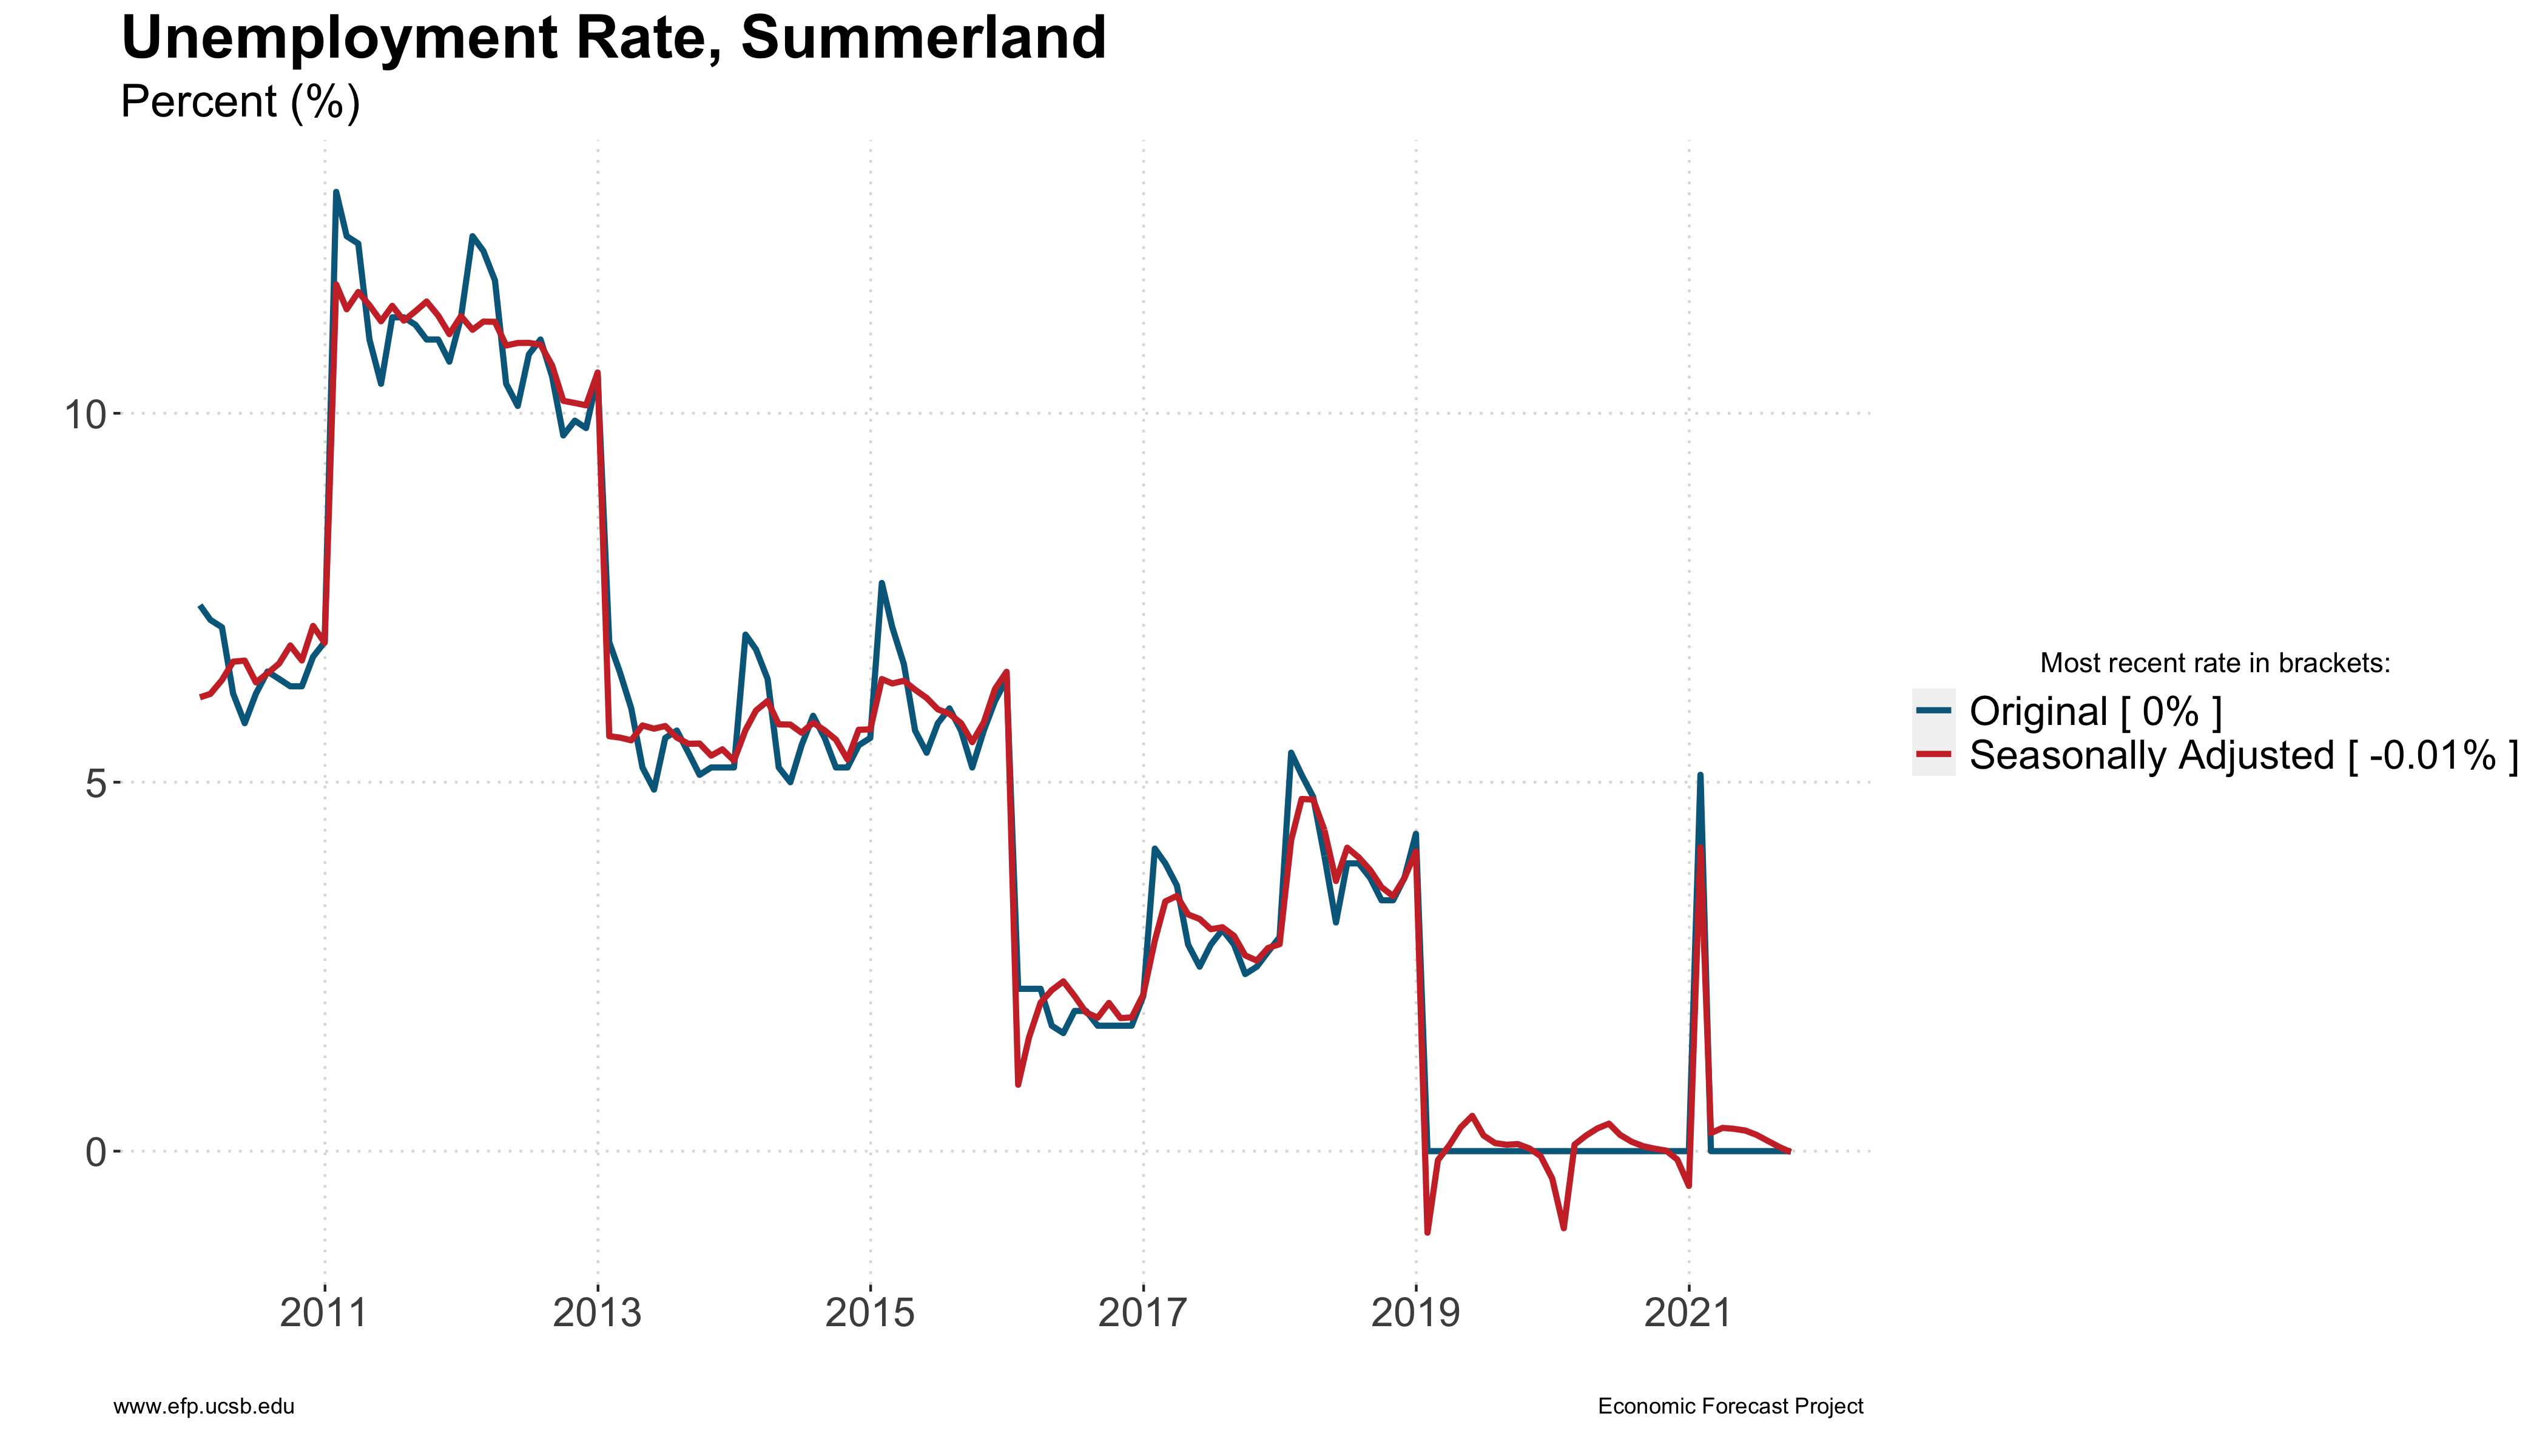 Unemployment Rate, Summerland
Percent (%)
10
5
0
2011 2013 2015 2017 2019 2021
Most recent rate in brackets:
Original [ 0% ]
Seasonally Adjusted [ -0.01% ]
www.efp.ucsb.edu
Economic Forecast Project